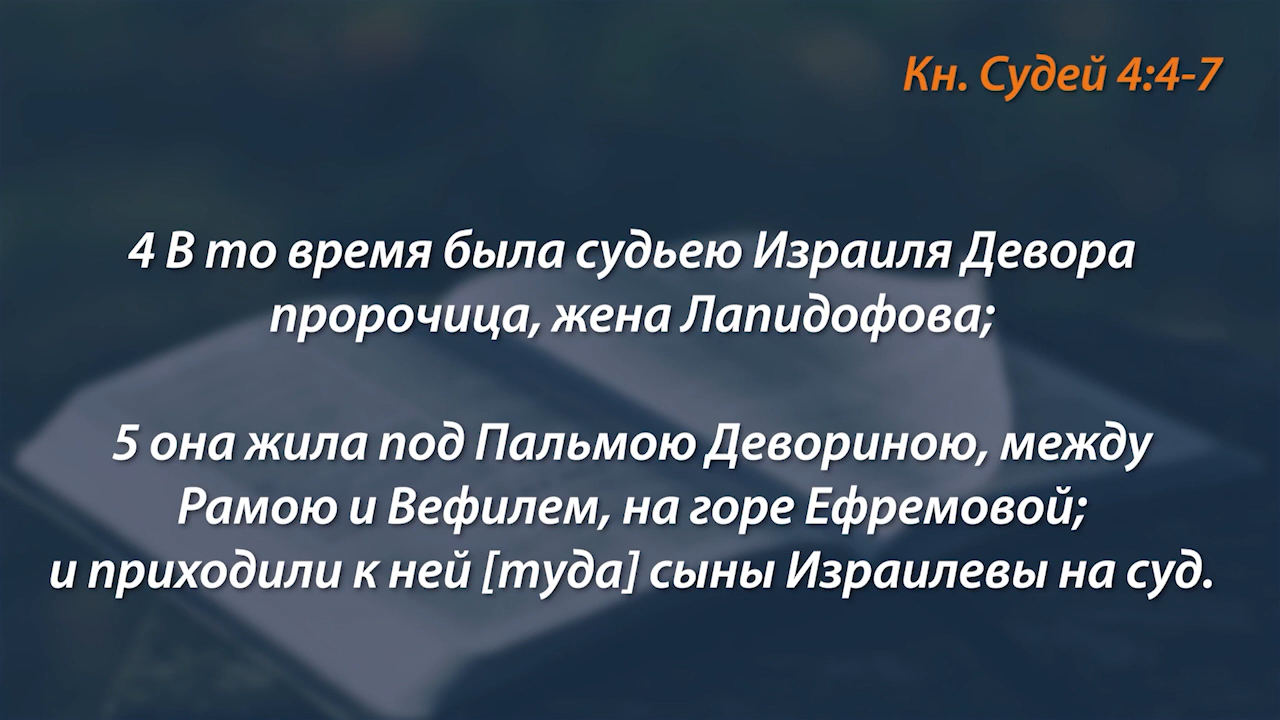 Кн. Судей 4:4-7
4 В то время была судьею Израиля Девора
пророчица, жена Лапидофова;
5 она жила под Пальмою Девориною, между
Рамою и Вефилем, на горе Ефремовой;
и приходили к ней [туда] сыны Израилевы на суд.